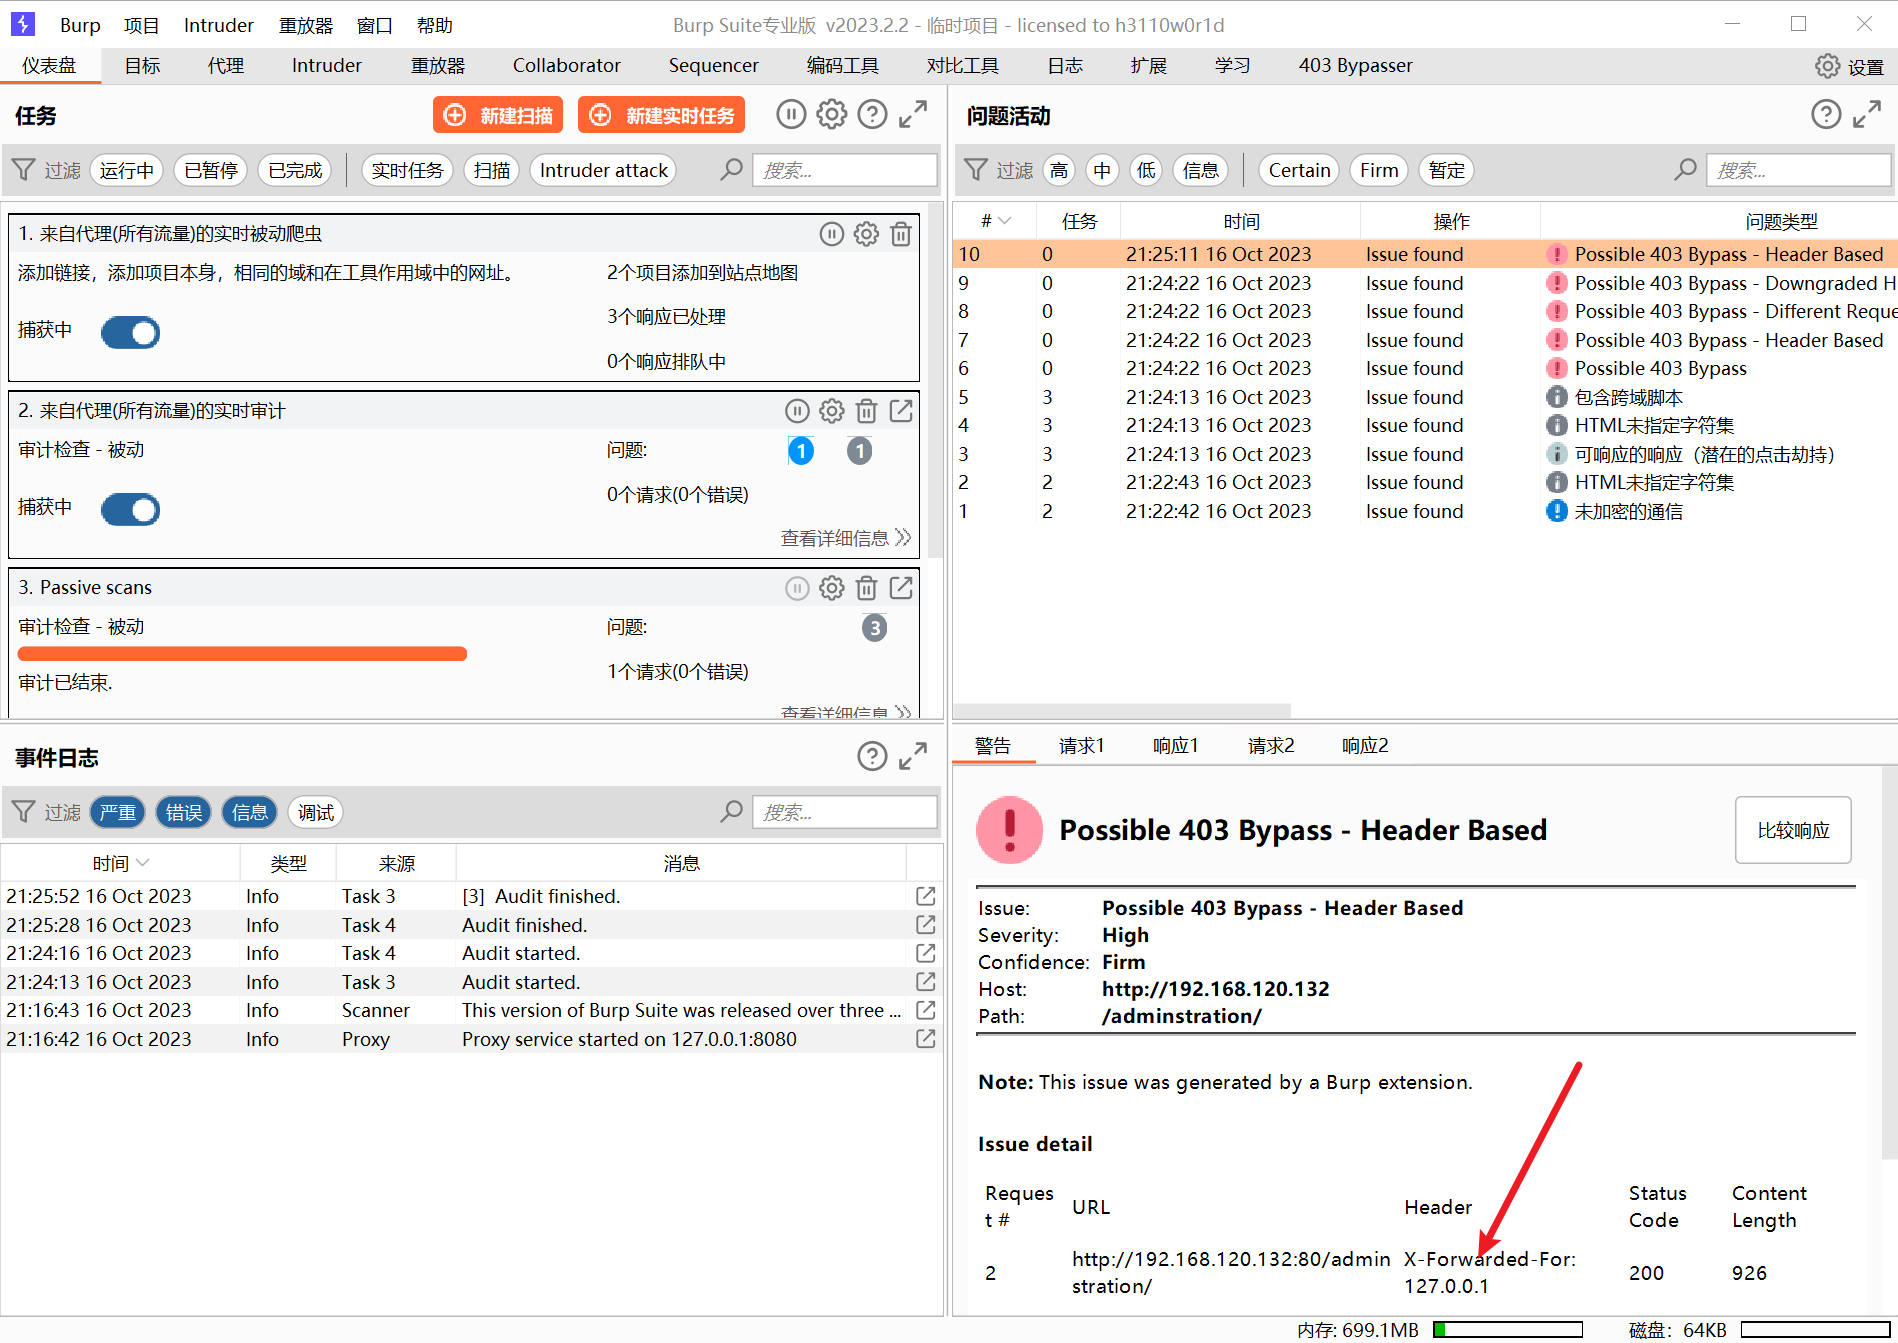 Burp 项目 Intruder 重放器 窗口 帮助 Burp Suite专业版 v2023.2.2 - 临时项目 - licensed to h3110w0r1d
仪表盘 目标 代理 Intruder 重放器 Collaborator Sequencer 编码工具 对比工具 日志 扩展 学习 403 Bypasser 设置
任务 新建扫描 新建实时任务
过滤 运行中 已暂停 已完成 实时任务 扫描 Intruder attack 搜索...
1. 来自代理(所有流量)的实时被动爬虫
添加链接，添加项目本身，相同的域和在工具作用域中的网址。 2个项目添加到站点地图
3个响应已处理
捕获中
0个响应排队中
2. 来自代理(所有流量)的实时审计
审计检查 - 被动 问题: 1 1
0个请求(0个错误)
捕获中
查看详细信息
3. Passive scans
审计检查 - 被动 问题: 3
1个请求(0个错误)
审计已结束.
查看详细信息
问题活动
过滤 高 中 低 信息 Certain Firm 暂定 搜索...
# 任务 时间 操作 问题类型
10 0 21:25:11 16 Oct 2023 Issue found Possible 403 Bypass - Header Based
9 0 21:24:22 16 Oct 2023 Issue found Possible 403 Bypass - Downgraded H
8 0 21:24:22 16 Oct 2023 Issue found Possible 403 Bypass - Different Reque
7 0 21:24:22 16 Oct 2023 Issue found Possible 403 Bypass - Header Based
6 0 21:24:22 16 Oct 2023 Issue found Possible 403 Bypass
5 3 21:24:13 16 Oct 2023 Issue found 包含跨域脚本
4 3 21:24:13 16 Oct 2023 Issue found HTML未指定字符集
3 3 21:24:13 16 Oct 2023 Issue found 可响应的响应（潜在的点击劫持）
2 2 21:22:43 16 Oct 2023 Issue found HTML未指定字符集
1 2 21:22:42 16 Oct 2023 Issue found 未加密的通信
事件日志
过滤 严重 错误 信息 调试 搜索...
时间 类型 来源 消息
21:25:52 16 Oct 2023 Info Task 3 [3] Audit finished.
21:25:28 16 Oct 2023 Info Task 4 Audit finished.
21:24:16 16 Oct 2023 Info Task 4 Audit started.
21:24:13 16 Oct 2023 Info Task 3 Audit started.
21:16:43 16 Oct 2023 Info Scanner This version of Burp Suite was released over three ...
21:16:42 16 Oct 2023 Info Proxy Proxy service started on 127.0.0.1:8080
警告 请求1 响应1 请求2 响应2
Possible 403 Bypass - Header Based 比较响应
Issue: Possible 403 Bypass - Header Based
Severity: High
Confidence: Firm
Host: http://192.168.120.132
Path: /adminstration/
Note: This issue was generated by a Burp extension.
Issue detail
Reques
t # URL Header Status
Code Content
Length
2 http://192.168.120.132:80/admin
stration/ X-Forwarded-For:
127.0.0.1 200 926
内存: 699.1MB 磁盘: 64KB